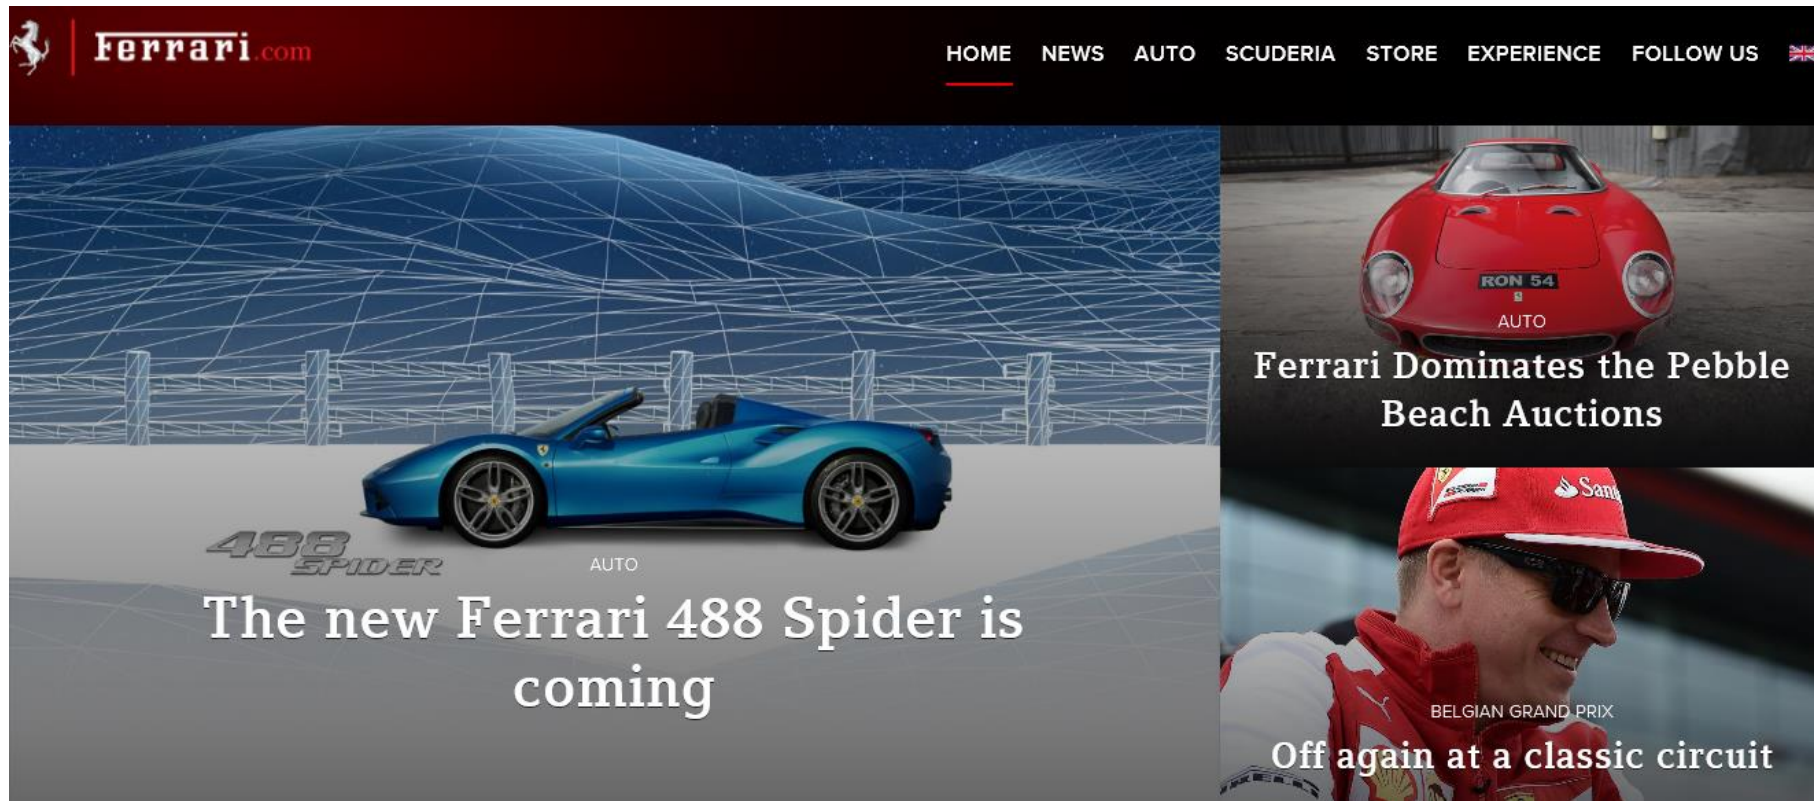 Ferrari.com
HOME NEWS AUTO SCUDERIA STORE EXPERIENCE FOLLOW US
488
SPIDER
AUTO
The new Ferrari 488 Spider is
coming
RON 54
AUTO
Ferrari Dominates the Pebble
Beach Auctions
BELGIAN GRAND PRIX
Off again at a classic circuit